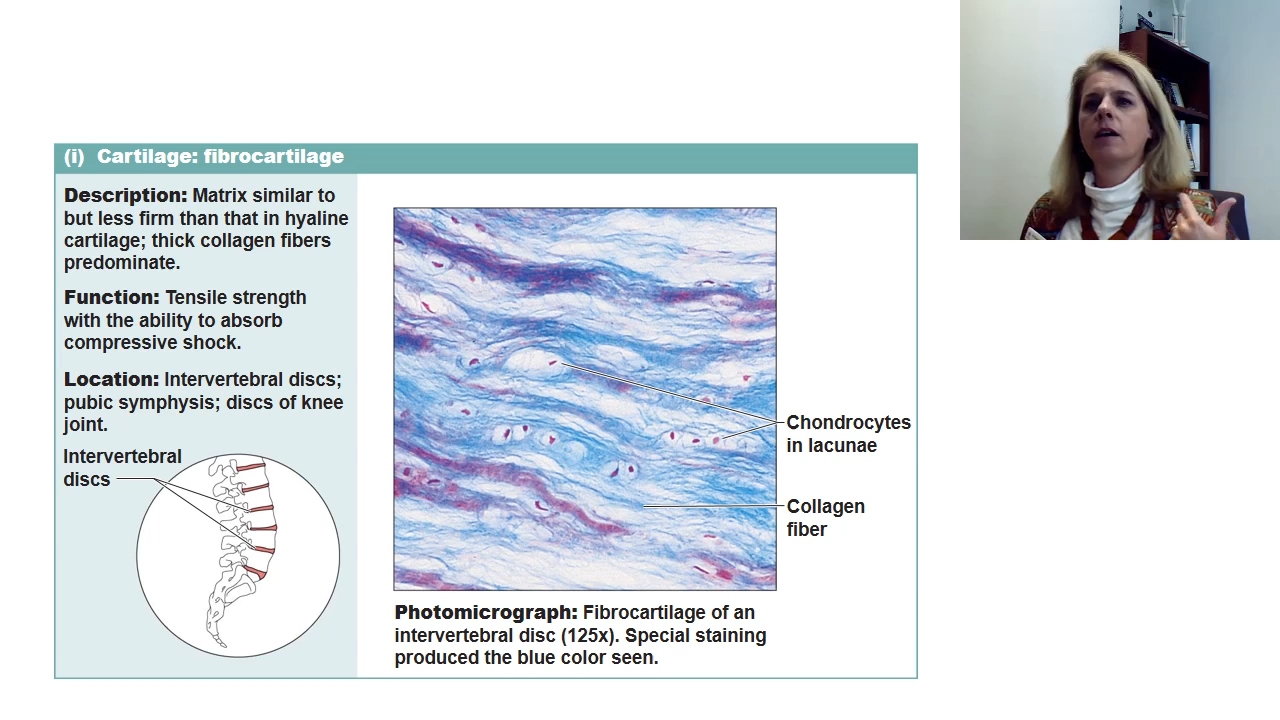 (i) Cartilage: fibrocartilage
Description: Matrix similar to
but less firm than that in hyaline
cartilage; thick collagen fibers
predominate.
Function: Tensile strength
with the ability to absorb
compressive shock.
Location: Intervertebral discs;
pubic symphysis; discs of knee
joint.
Intervertebral
discs
Chondrocytes
in lacunae
Collagen
fiber
Photomicrograph: Fibrocartilage of an
intervertebral disc (125x). Special staining
produced the blue color seen.